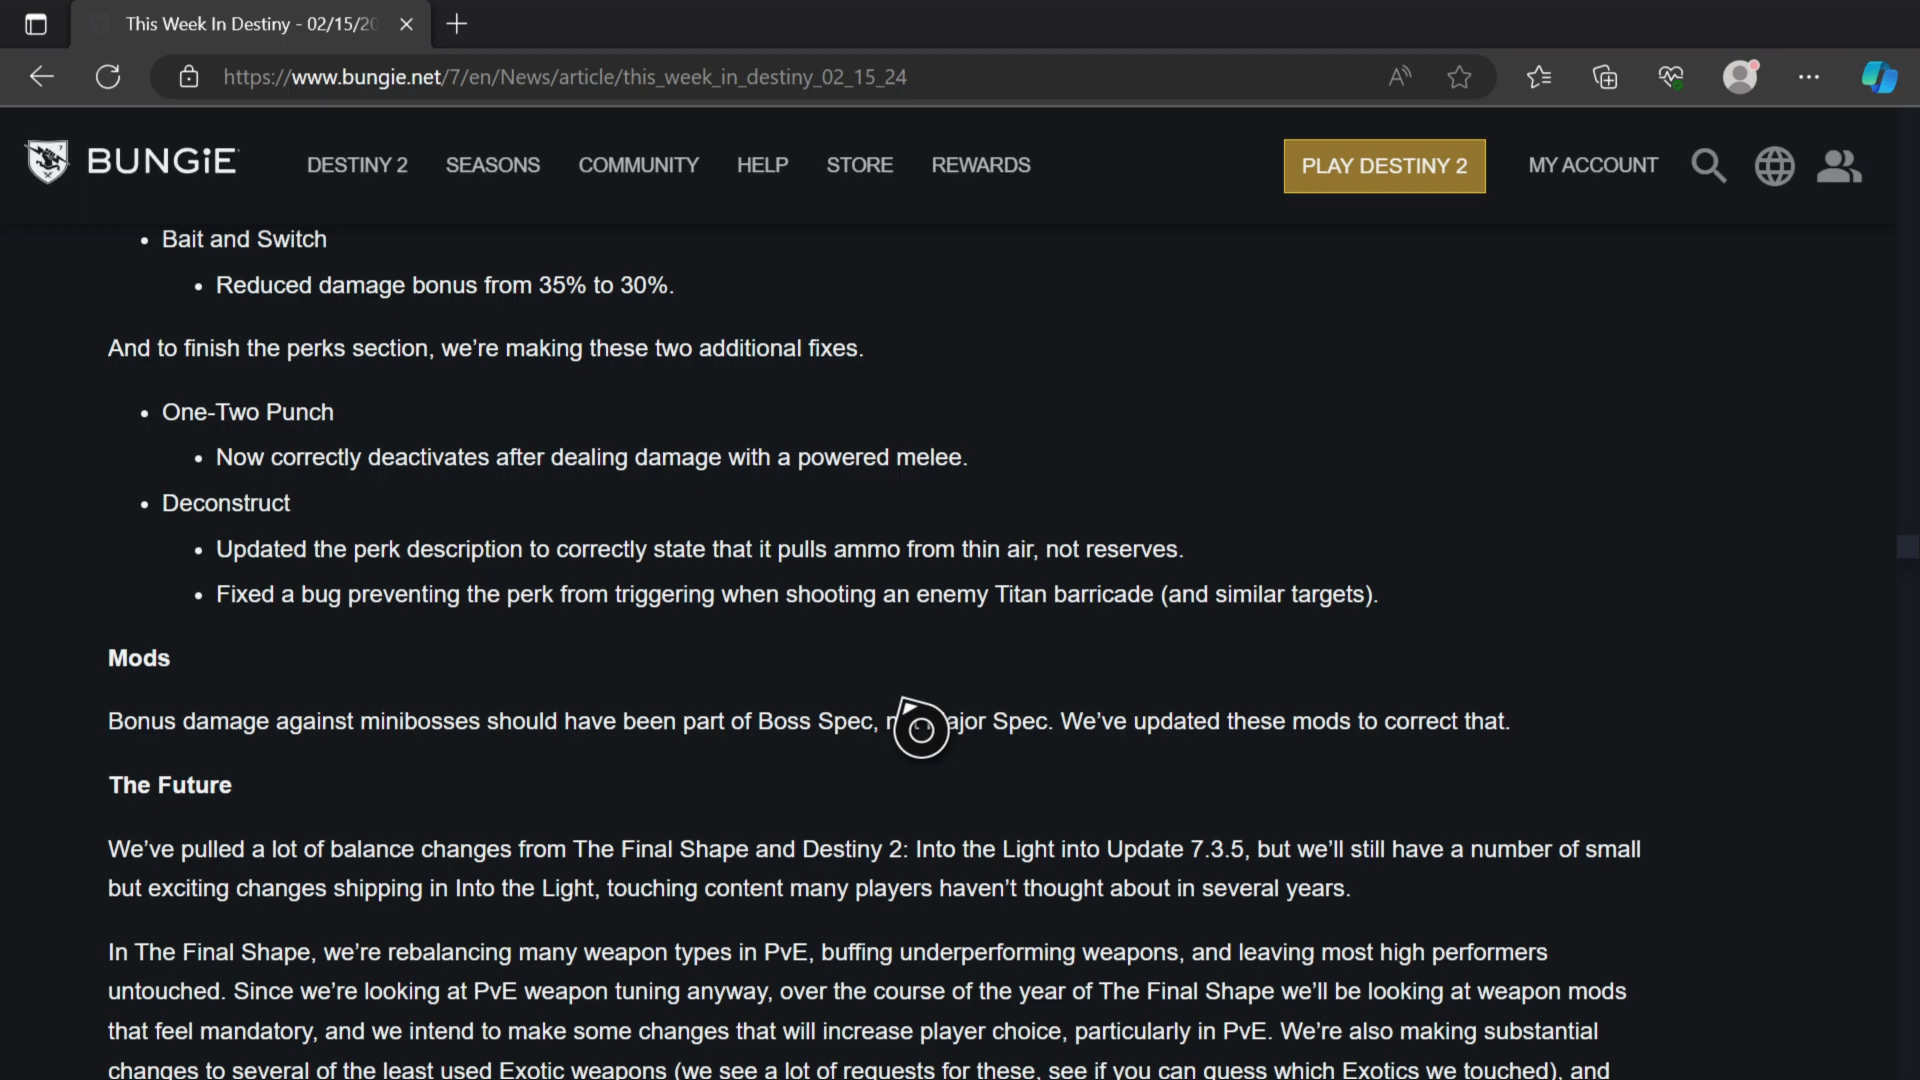 This Week In Destiny - 02/15/20
https://www.bungie.net/7/en/News/article/this_week_in_destiny_02_15_24
BUNGiE
DESTINY 2 SEASONS COMMUNITY HELP STORE REWARDS PLAY DESTINY 2 MY ACCOUNT
• Bait and Switch
• Reduced damage bonus from 35% to 30%.
And to finish the perks section, we’re making these two additional fixes.
• One-Two Punch
• Now correctly deactivates after dealing damage with a powered melee.
• Deconstruct
• Updated the perk description to correctly state that it pulls ammo from thin air, not reserves.
• Fixed a bug preventing the perk from triggering when shooting an enemy Titan barricade (and similar targets).
Mods
Bonus damage against minibosses should have been part of Boss Spec, ajor Spec. We’ve updated these mods to correct that.
The Future
We’ve pulled a lot of balance changes from The Final Shape and Destiny 2: Into the Light into Update 7.3.5, but we’ll still have a number of small
but exciting changes shipping in Into the Light, touching content many players haven’t thought about in several years.
In The Final Shape, we’re rebalancing many weapon types in PvE, buffing underperforming weapons, and leaving most high performers
untouched. Since we’re looking at PvE weapon tuning anyway, over the course of the year of The Final Shape we’ll be looking at weapon mods
that feel mandatory, and we intend to make some changes that will increase player choice, particularly in PvE. We’re also making substantial
changes to several of the least used Exotic weapons (we see a lot of requests for these, see if you can guess which Exotics we touched), and